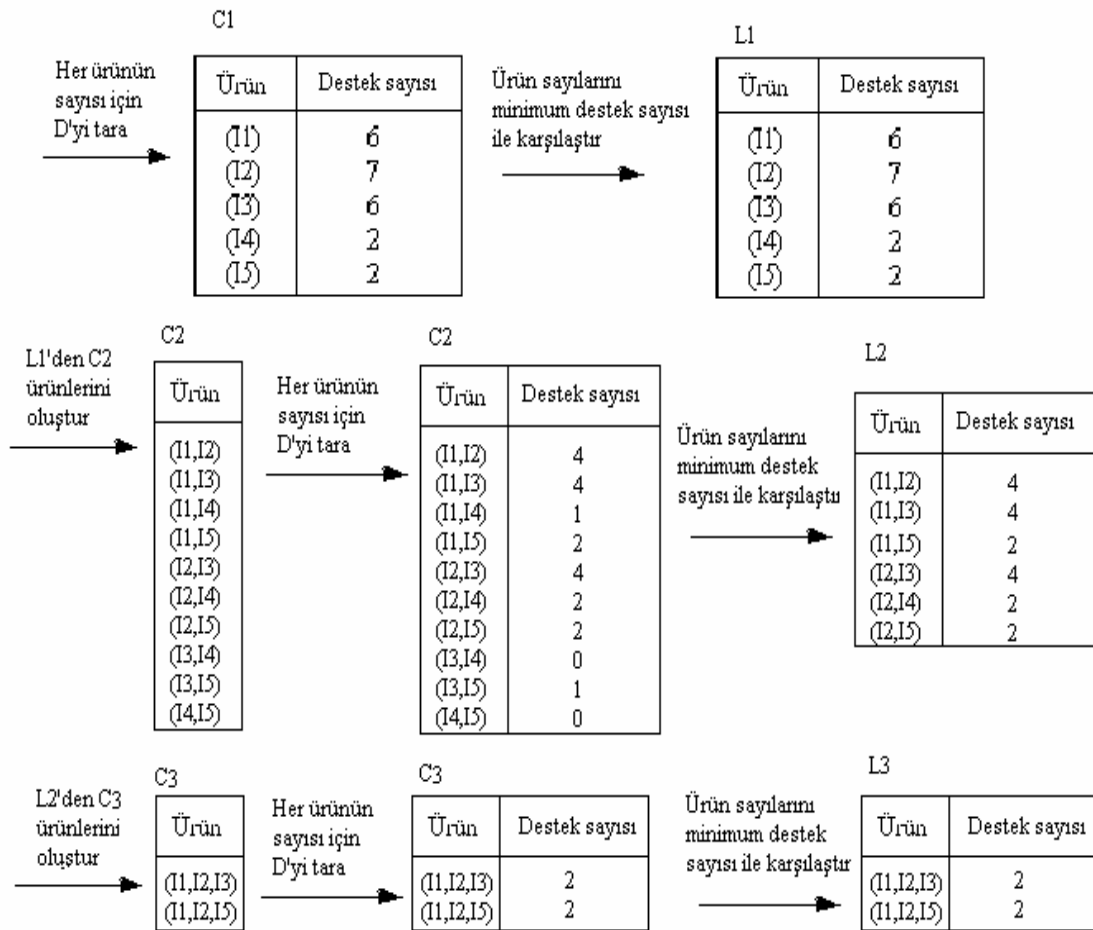 C1
Her ürünün
sayısı için
D'yi tara
Ürün Destek sayısı
(I1) 6
(I2) 7
(I3) 6
(I4) 2
(I5) 2
Ürün sayılarını
minimum destek sayısı
ile karşılaştır
L1
Ürün Destek sayısı
(I1) 6
(I2) 7
(I3) 6
(I4) 2
(I5) 2
L1'den C2
ürünlerini
oluştur
C2
Ürün
(I1,I2)
(I1,I3)
(I1,I4)
(I1,I5)
(I2,I3)
(I2,I4)
(I2,I5)
(I3,I4)
(I3,I5)
(I4,I5)
Her ürünün
sayısı için
D'yi tara
C2
Ürün Destek sayısı
(I1,I2) 4
(I1,I3) 4
(I1,I4) 1
(I1,I5) 2
(I2,I3) 4
(I2,I4) 2
(I2,I5) 2
(I3,I4) 0
(I3,I5) 1
(I4,I5) 0
Ürün sayılarını
minimum destek
sayısı ile karşılaştır
L2
Ürün Destek sayısı
(I1,I2) 4
(I1,I3) 4
(I1,I5) 2
(I2,I3) 4
(I2,I4) 2
(I2,I5) 2
L2'den C3
ürünlerini
oluştur
C3
Ürün
(I1,I2,I3)
(I1,I2,I5)
Her ürünün
sayısı için
D'yi tara
C3
Ürün Destek sayısı
(I1,I2,I3) 2
(I1,I2,I5) 2
Ürün sayılarını
minimum destek
sayısı ile karşılaştır
L3
Ürün Destek sayısı
(I1,I2,I3) 2
(I1,I2,I5) 2